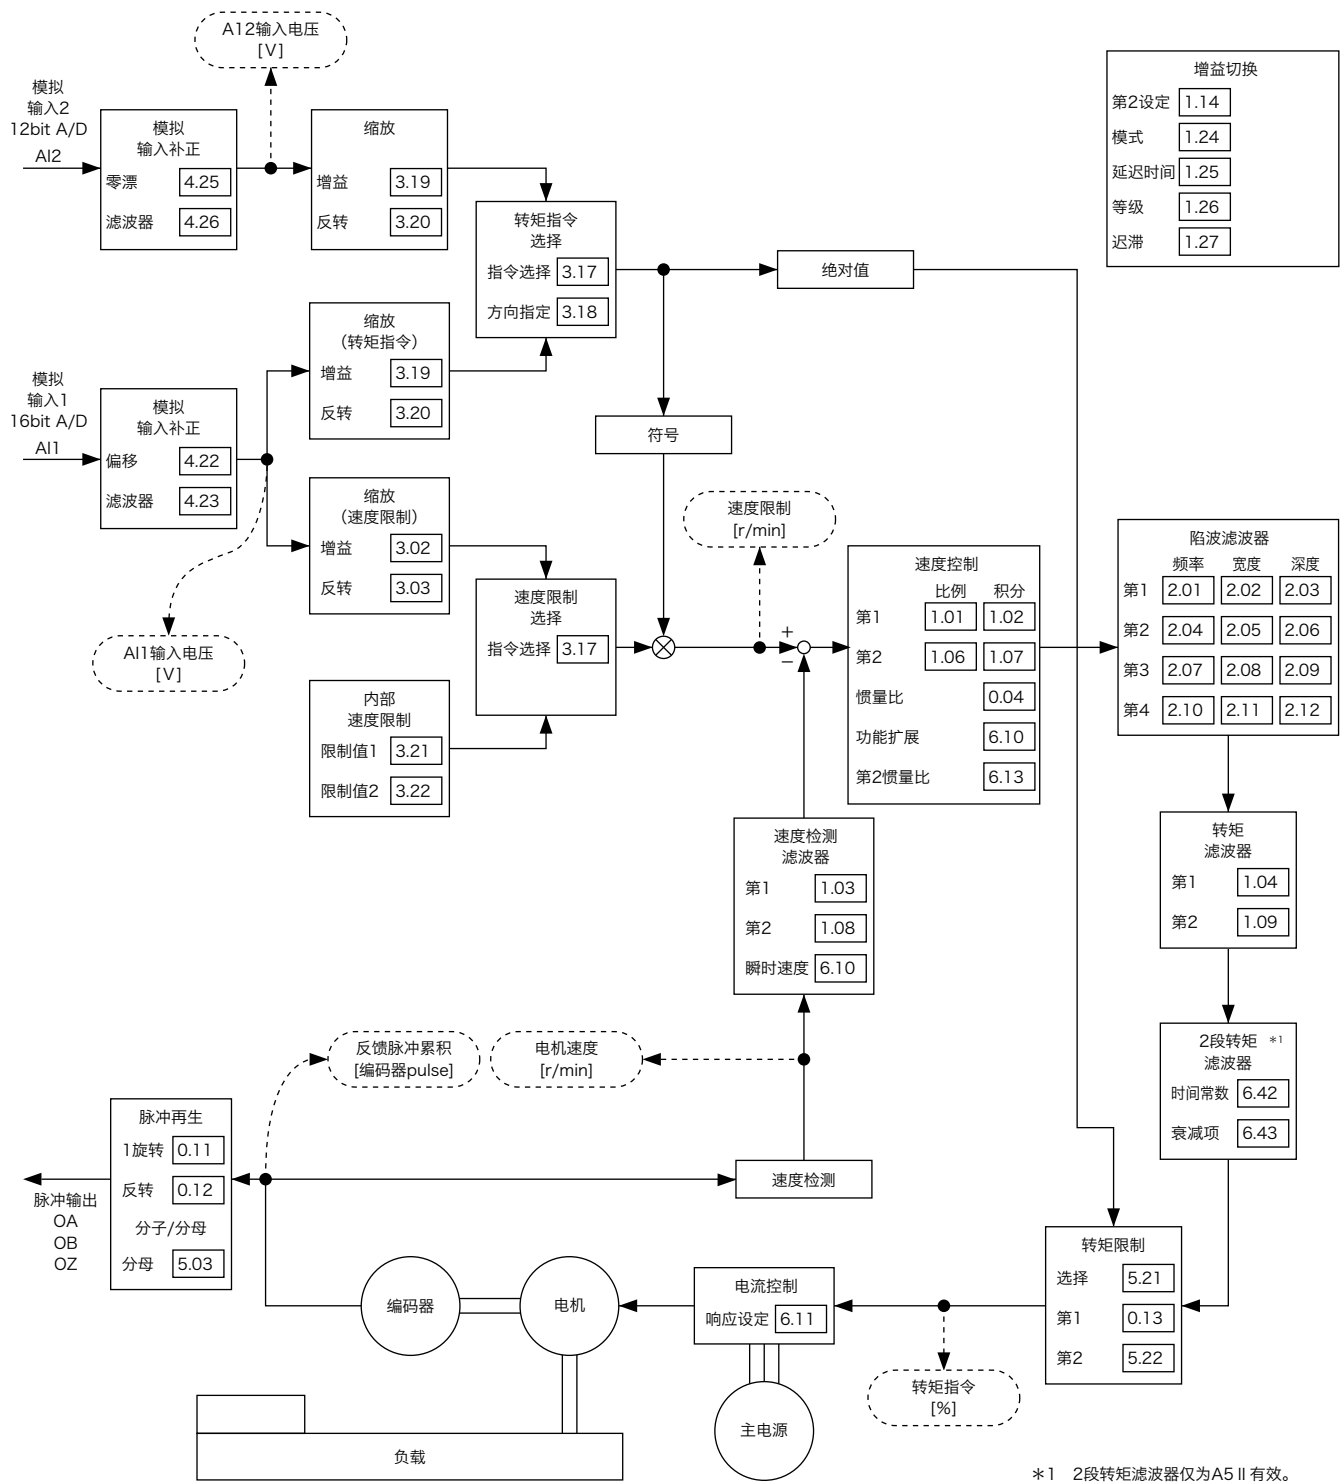 A12输入电压
[V]
模拟
输入2
12bit A/D
AI2
模拟
输入补正
零漂 4.25
滤波器 4.26
缩放
增益 3.19
反转 3.20
转矩指令
选择
指令选择 3.17
方向指定 3.18
绝对值
增益切换
第2设定 1.14
模式 1.24
延迟时间 1.25
等级 1.26
迟滞 1.27
模拟
输入1
16bit A/D
AI1
模拟
输入补正
偏移 4.22
滤波器 4.23
缩放
(转矩指令)
增益 3.19
反转 3.20
符号
缩放
(速度限制)
增益 3.02
反转 3.03
AI1输入电压
[V]
速度限制
选择
指令选择 3.17
内部
速度限制
限制值1 3.21
限制值2 3.22
速度限制
[r/min]
+
−
速度控制
比例 积分
第1 1.01 1.02
第2 1.06 1.07
惯量比 0.04
功能扩展 6.10
第2惯量比 6.13
陷波滤波器
频率 宽度 深度
第1 2.01 2.02 2.03
第2 2.04 2.05 2.06
第3 2.07 2.08 2.09
第4 2.10 2.11 2.12
速度检测
滤波器
第1 1.03
第2 1.08
瞬时速度 6.10
转矩
滤波器
第1 1.04
第2 1.09
2段转矩 *1
滤波器
时间常数 6.42
衰减项 6.43
反馈脉冲累积
[编码器pulse]
电机速度
[r/min]
脉冲再生
1旋转 0.11
反转 0.12
分子/分母
分母 5.03
脉冲输出
OA
OB
OZ
速度检测
编码器
电机
电流控制
响应设定 6.11
转矩限制
选择 5.21
第1 0.13
第2 5.22
转矩指令
[%]
主电源
负载
*1 2段转矩滤波器仅为A5Ⅱ有效。